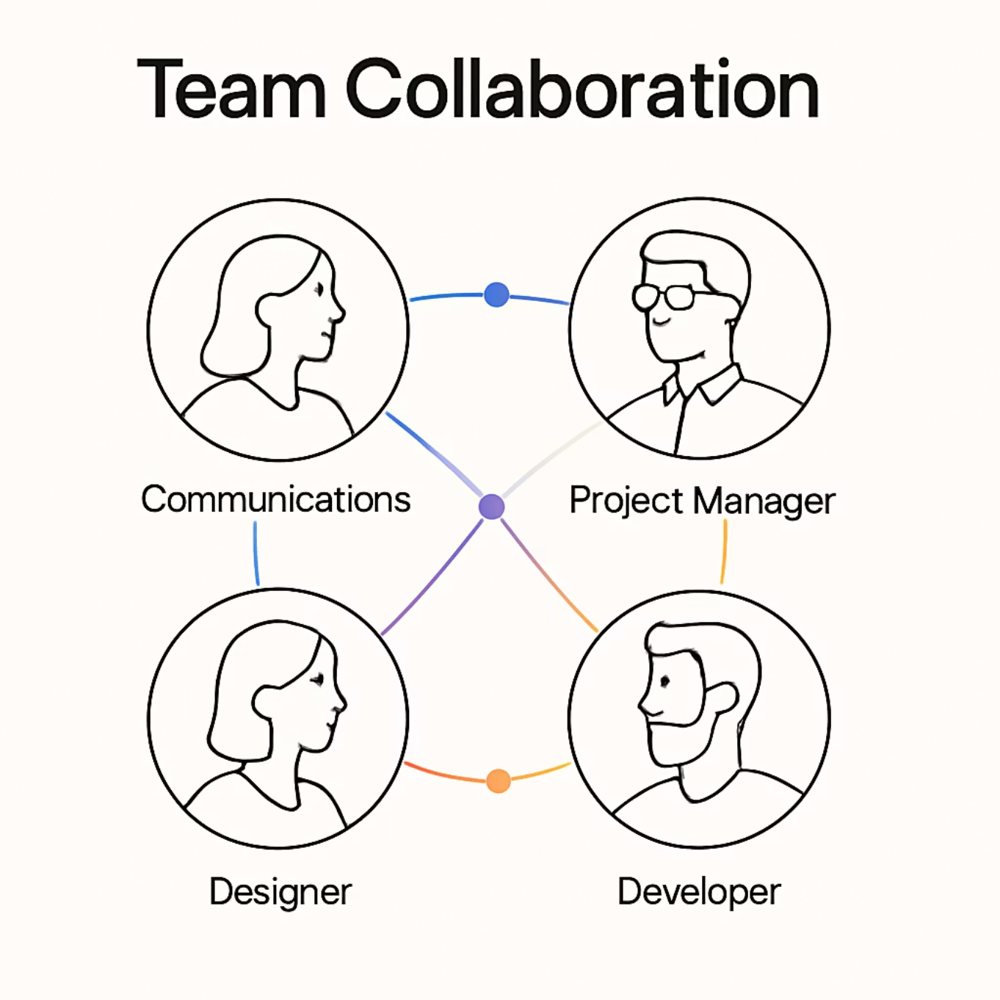 Team Collaboration
Communications
Project Manager
Designer
Developer